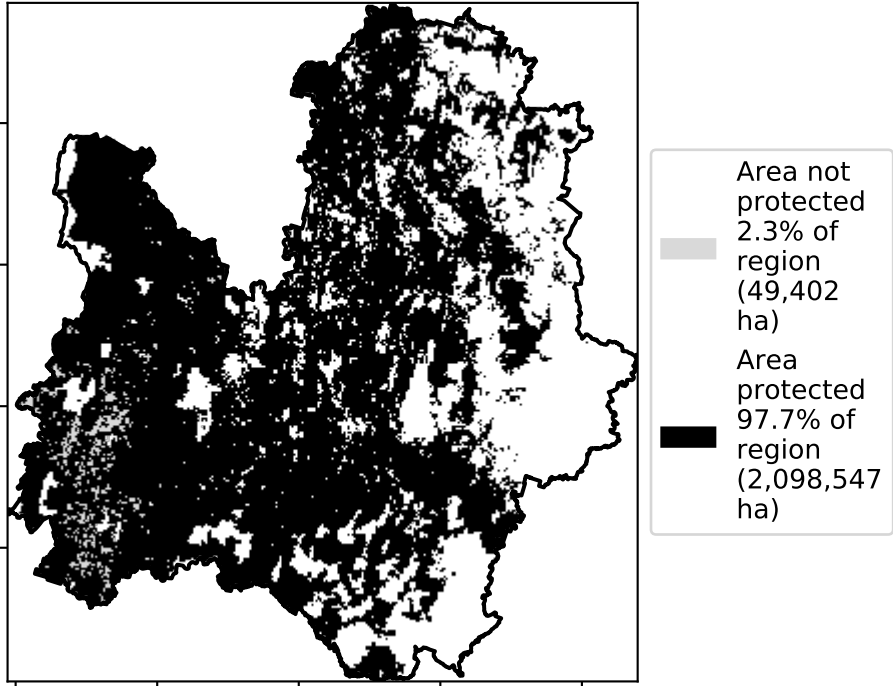 Area not
protected
2.3% of
region
(49,402
ha)
Area
protected
97.7% of
region
(2,098,547
ha)